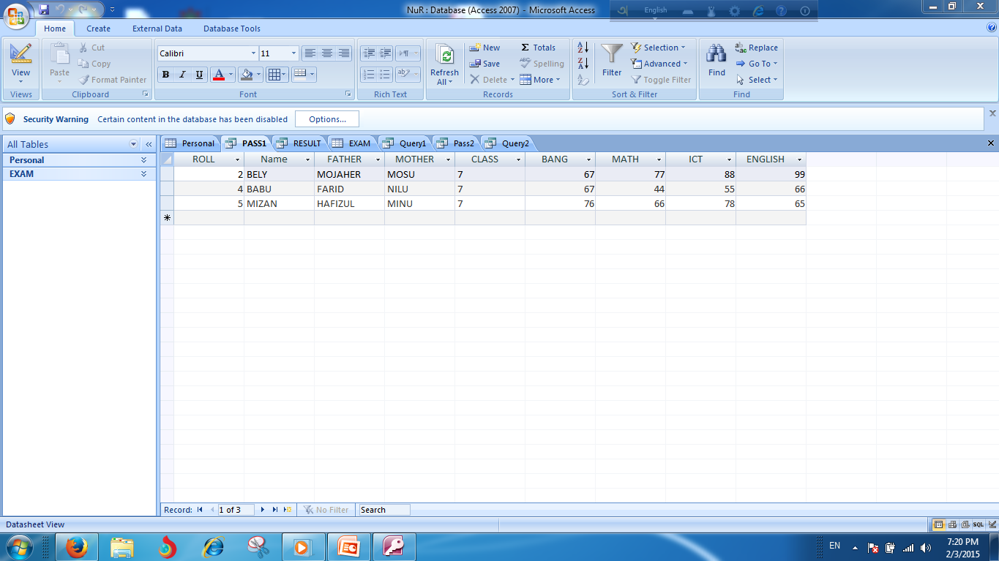 NuR : Database (Access 2007) - Microsoft Access
English
Home Create External Data Database Tools
View
Views
Paste
Cut
Copy
Format Painter
Clipboard
Calibri 11
B I U A
Font
Rich Text
Refresh All
New
Save
Delete
Totals
Spelling
More
Records
Filter
Selection
Advanced
Toggle Filter
Sort & Filter
Find
Replace
Go To
Select
Find
Security Warning Certain content in the database has been disabled Options...
All Tables
Personal
EXAM
Personal PASS1 RESULT EXAM Query1 Pass2 Query2
ROLL Name FATHER MOTHER CLASS BANG MATH ICT ENGLISH
2 BELY MOJAHER MOSU 7 67 77 88 99
4 BABU FARID NILU 7 67 44 55 66
5 MIZAN HAFIZUL MINU 7 76 66 78 65
Record: 1 of 3 No Filter Search
Datasheet View SQL
EN 7:20 PM
2/3/2015